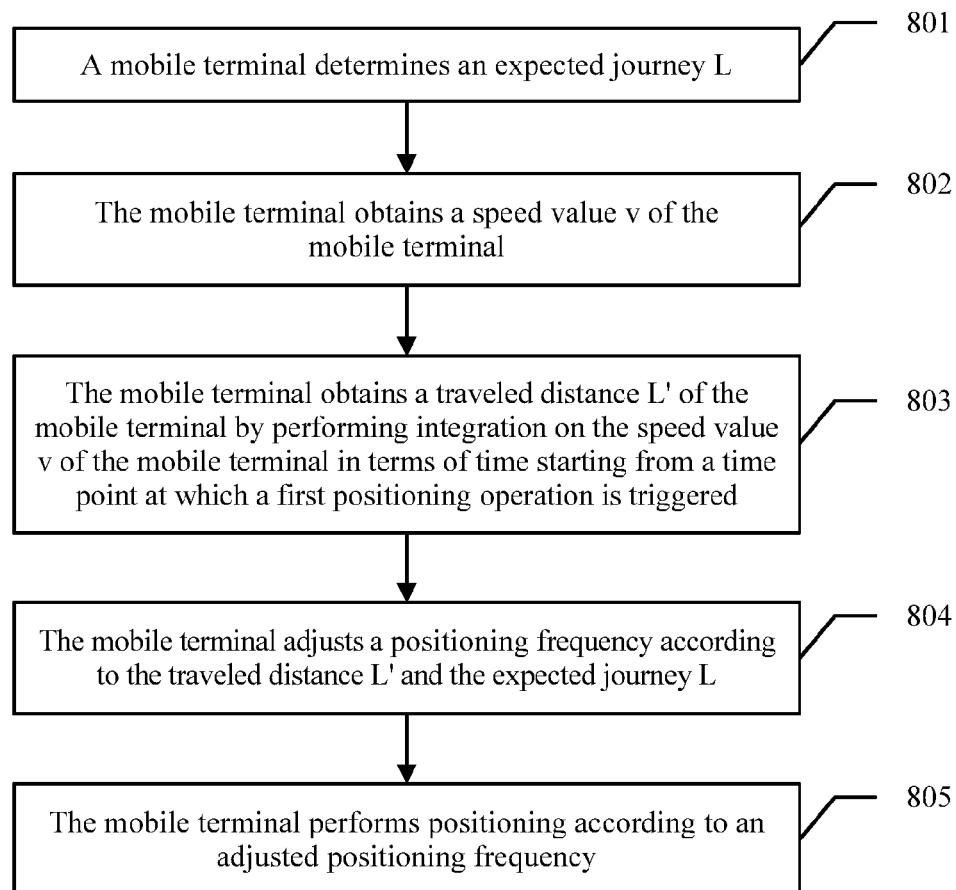 801
A mobile terminal determines an expected journey L
802
The mobile terminal obtains a speed value v of the
mobile terminal
803
The mobile terminal obtains a traveled distance L' of the
mobile terminal by performing integration on the speed value
v of the mobile terminal in terms of time starting from a time
point at which a first positioning operation is triggered
804
The mobile terminal adjusts a positioning frequency according
to the traveled distance L' and the expected journey L
805
The mobile terminal performs positioning according to an
adjusted positioning frequency